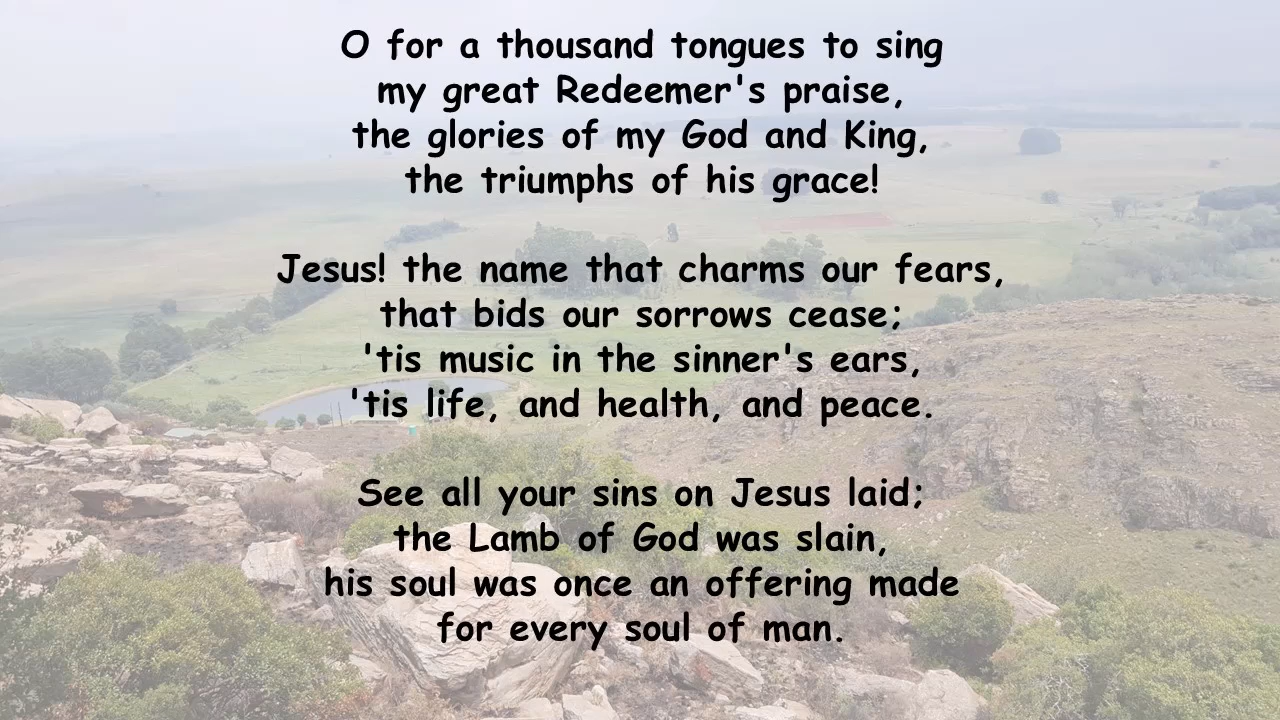 O for a thousand tongues to sing
my great Redeemer's praise,
the glories of my God and King,
the triumphs of his grace!
Jesus! the name that charms our fears,
that bids our sorrows cease;
'tis music in the sinner's ears,
'tis life, and health, and peace.
See all your sins on Jesus laid;
the Lamb of God was slain,
his soul was once an offering made
for every soul of man.